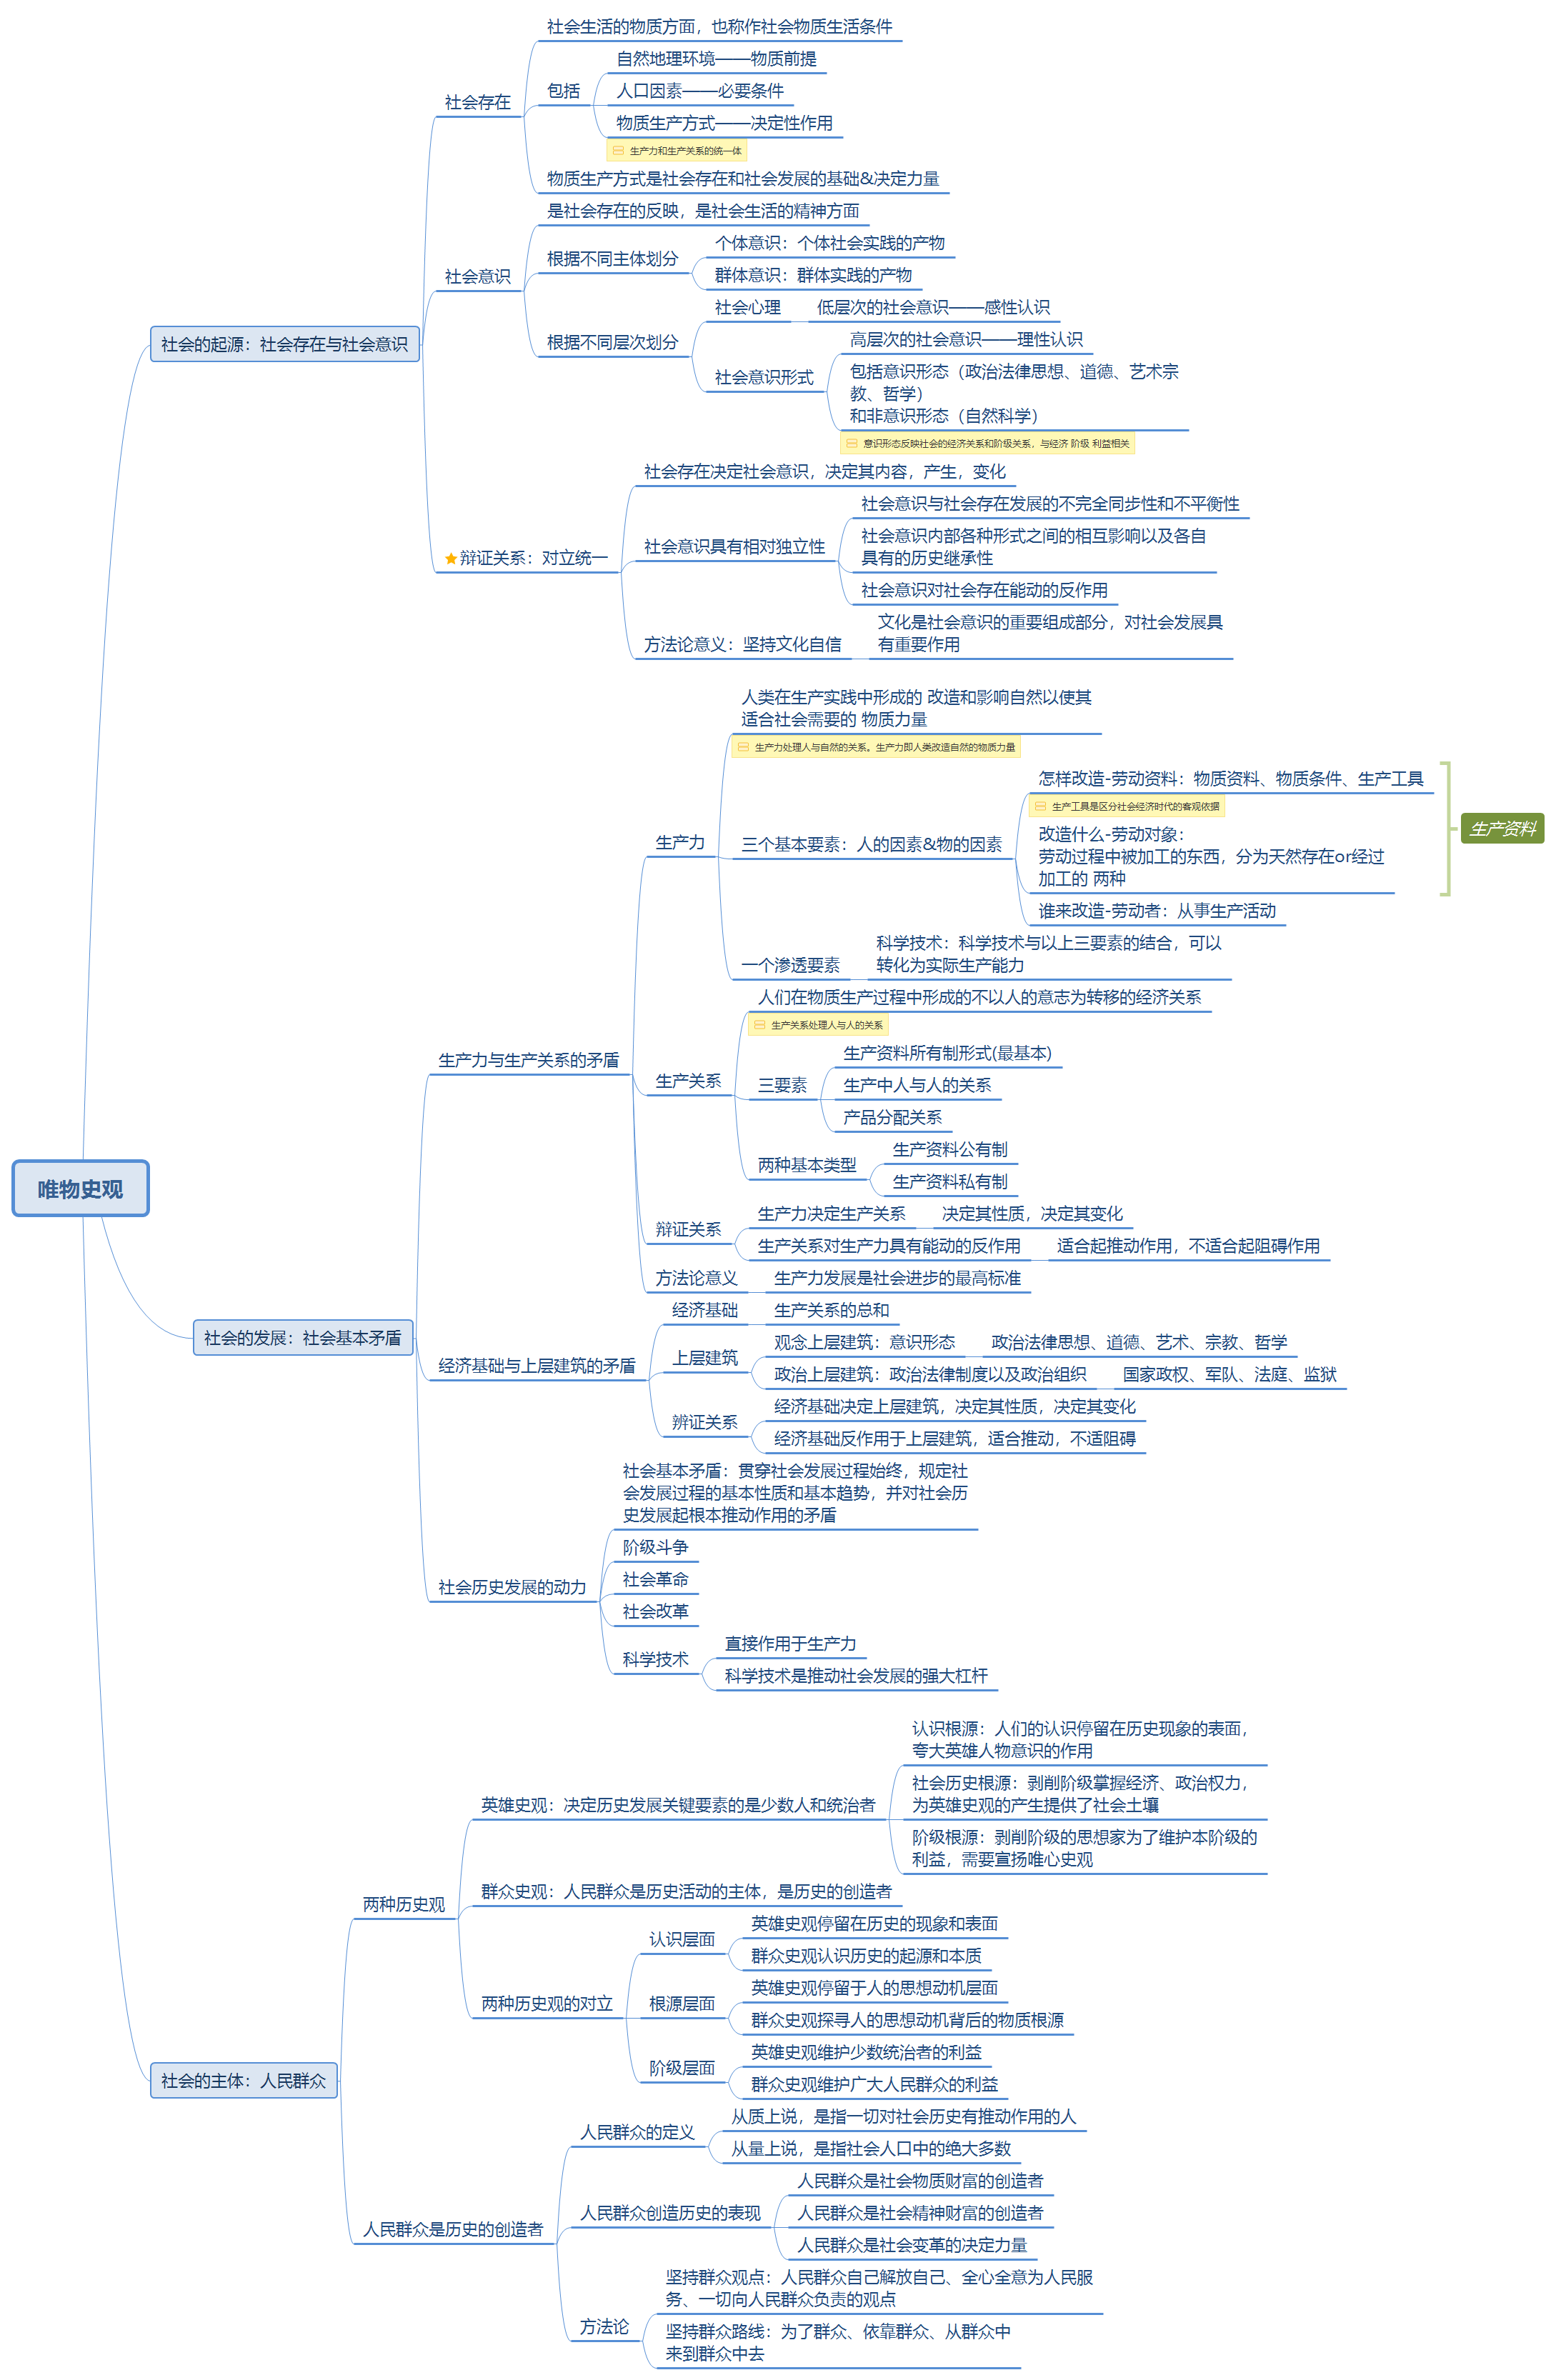 唯物史观
社会的起源：社会存在与社会意识
社会存在
社会生活的物质方面，也称作社会物质生活条件
包括
自然地理环境——物质前提
人口因素——必要条件
物质生产方式——决定性作用
生产力和生产关系的统一体
物质生产方式是社会存在和社会发展的基础&决定力量
社会意识
是社会存在的反映，是社会生活的精神方面
根据不同主体划分
个体意识：个体社会实践的产物
群体意识：群体实践的产物
根据不同层次划分
社会心理
低层次的社会意识——感性认识
社会意识形式
高层次的社会意识——理性认识
包括意识形态（政治法律思想、道德、艺术宗
教、哲学）
和非意识形态（自然科学）
意识形态反映社会的经济关系和阶级关系，与经济 阶级 利益相关
辩证关系：对立统一
社会存在决定社会意识，决定其内容，产生，变化
社会意识具有相对独立性
社会意识与社会存在发展的不完全同步性和不平衡性
社会意识内部各种形式之间的相互影响以及各自
具有的历史继承性
社会意识对社会存在能动的反作用
方法论意义：坚持文化自信
文化是社会意识的重要组成部分，对社会发展具
有重要作用
社会的发展：社会基本矛盾
生产力与生产关系的矛盾
生产力
人类在生产实践中形成的 改造和影响自然以使其
适合社会需要的 物质力量
生产力处理人与自然的关系。生产力即人类改造自然的物质力量
三个基本要素：人的因素&物的因素
怎样改造-劳动资料：物质资料、物质条件、生产工具
生产工具是区分社会经济时代的客观依据
改造什么-劳动对象：
劳动过程中被加工的东西，分为天然存在or经过
加工的 两种
生产资料
谁来改造-劳动者：从事生产活动
一个渗透要素
科学技术：科学技术与以上三要素的结合，可以
转化为实际生产能力
生产关系
人们在物质生产过程中形成的不以人的意志为转移的经济关系
生产关系处理人与人的关系
三要素
生产资料所有制形式(最基本)
生产中人与人的关系
产品分配关系
两种基本类型
生产资料公有制
生产资料私有制
辩证关系
生产力决定生产关系
决定其性质，决定其变化
生产关系对生产力具有能动的反作用
适合起推动作用，不适合起阻碍作用
方法论意义
生产力发展是社会进步的最高标准
经济基础与上层建筑的矛盾
经济基础
生产关系的总和
上层建筑
观念上层建筑：意识形态
政治法律思想、道德、艺术、宗教、哲学
政治上层建筑：政治法律制度以及政治组织
国家政权、军队、法庭、监狱
辨证关系
经济基础决定上层建筑，决定其性质，决定其变化
经济基础反作用于上层建筑，适合推动，不适阻碍
社会历史发展的动力
社会基本矛盾：贯穿社会发展过程始终，规定社
会发展过程的基本性质和基本趋势，并对社会历
史发展起根本推动作用的矛盾
阶级斗争
社会革命
社会改革
科学技术
直接作用于生产力
科学技术是推动社会发展的强大杠杆
社会的主体：人民群众
两种历史观
英雄史观：决定历史发展关键要素的是少数人和统治者
认识根源：人们的认识停留在历史现象的表面，
夸大英雄人物意识的作用
社会历史根源：剥削阶级掌握经济、政治权力，
为英雄史观的产生提供了社会土壤
阶级根源：剥削阶级的思想家为了维护本阶级的
利益，需要宣扬唯心史观
群众史观：人民群众是历史活动的主体，是历史的创造者
两种历史观的对立
认识层面
英雄史观停留在历史的现象和表面
群众史观认识历史的起源和本质
根源层面
英雄史观停留于人的思想动机层面
群众史观探寻人的思想动机背后的物质根源
阶级层面
英雄史观维护少数统治者的利益
群众史观维护广大人民群众的利益
人民群众是历史的创造者
人民群众的定义
从质上说，是指一切对社会历史有推动作用的人
从量上说，是指社会人口中的绝大多数
人民群众创造历史的表现
人民群众是社会物质财富的创造者
人民群众是社会精神财富的创造者
人民群众是社会变革的决定力量
方法论
坚持群众观点：人民群众自己解放自己、全心全意为人民服
务、一切向人民群众负责的观点
坚持群众路线：为了群众、依靠群众、从群众中
来到群众中去